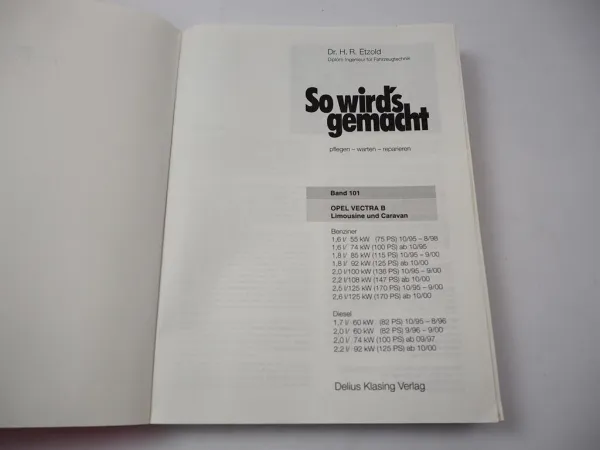 Dr. H. R. Etzold
Diplom-Ingenieur für Fahrzeugtechnik
So wird's
gemacht
pflegen – warten – reparieren
Band 101
OPEL VECTRA B
Limousine und Caravan
Benziner
1,6 l/ 55 kW (75 PS) 10/95 – 8/96
1,6 l/ 74 kW (100 PS) ab 10/95
1,8 l/ 85 kW (115 PS) 10/95 – 9/00
1,8 l/ 92 kW (125 PS) ab 10/00
2,0 l/100 kW (136 PS) 10/95 – 9/00
2,2 l/108 kW (147 PS) ab 10/00
2,5 l/125 kW (170 PS) 10/95 – 9/00
2,6 l/125 kW (170 PS) ab 10/00
Diesel
1,7 l/ 60 kW (82 PS) 10/95 – 8/96
2,0 l/ 60 kW (82 PS) 9/96 – 9/00
2,0 l/ 74 kW (100 PS) ab 09/97
2,2 l/ 92 kW (125 PS) ab 10/00
Delius Klasing Verlag